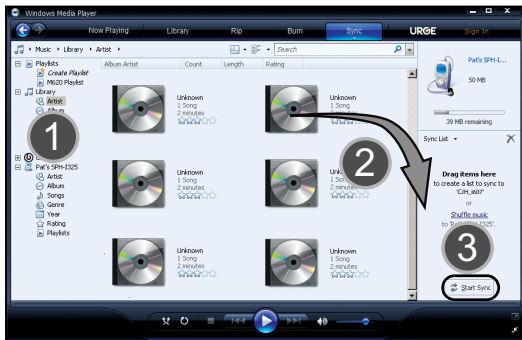 Windows Media Player
Now Playing Library Rip Burn Sync URGE Sign In
Music Library Artist
Search
Playlists
Create Playlist
M620 Playlist
Library
Artist
Album
1
Pat's SPH-I325
Artist
Album
Songs
Genre
Year
Rating
Playlists
Album Artist Count Length Rating
Unknown
1 Song
2 minutes
Unknown
1 Song
2 minutes
Unknown
1 Song
2 minutes
2
1 Song
2 minutes
Unknown
1 Song
2 minutes
Unknown
1 Song
2 minutes
Pat's SPH-I...
50 MB
39 MB remaining
Sync List
Drag items here
to create a list to sync to
'CJH_i607'
or
Shuffle music
3
Start Sync